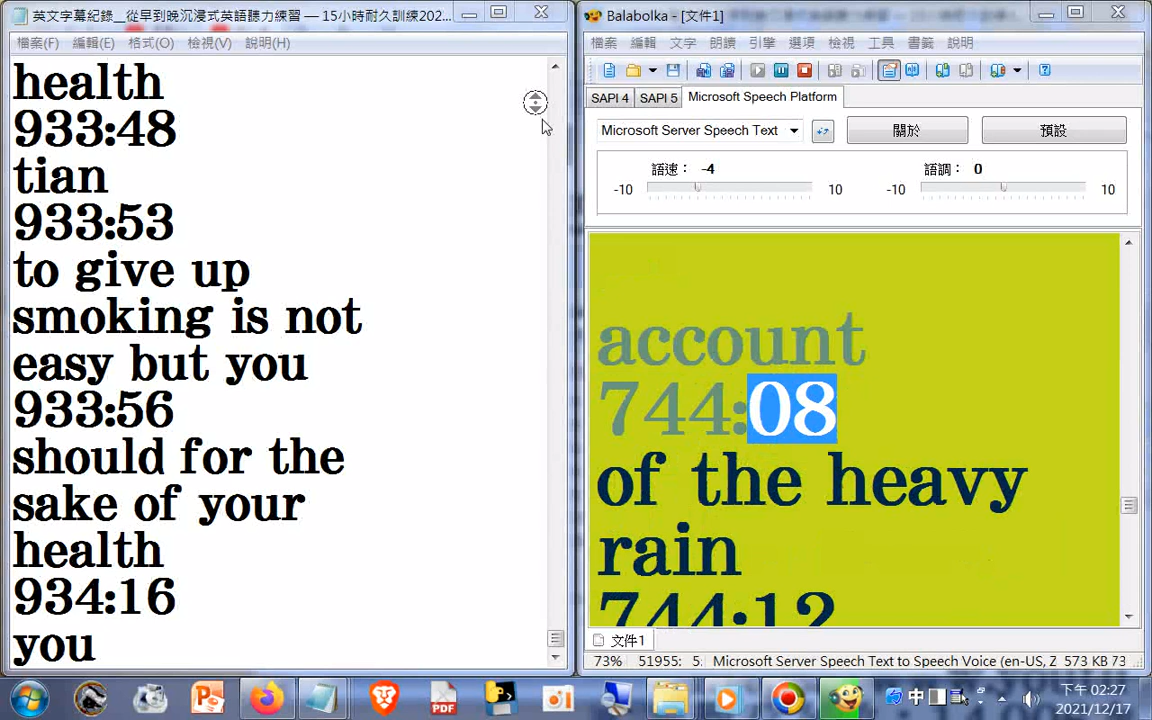 英文字幕紀錄__從早到晚沉浸式英語聽力練習 — 15小時耐久訓練202...
檔案(F) 編輯(E) 格式(O) 檢視(V) 說明(H)
health
933:48
tian
933:53
to give up
smoking is not
easy but you
933:56
should for the
sake of your
health
934:16
you
Balabolka - [文件1]
檔案 編輯 文字 朗讀 引擎 選項 檢視 工具 書籤 說明
SAPI 4 SAPI 5 Microsoft Speech Platform
Microsoft Server Speech Text 關於 預設
語速： -4 語調： 0
-10 10 -10 10
account
744:08
of the heavy
rain
744:12
文件1
73% 51955: 5: Microsoft Server Speech Text to Speech Voice (en-US, Z 573 KB 73
PDF 中 下午 02:27
2021/12/17